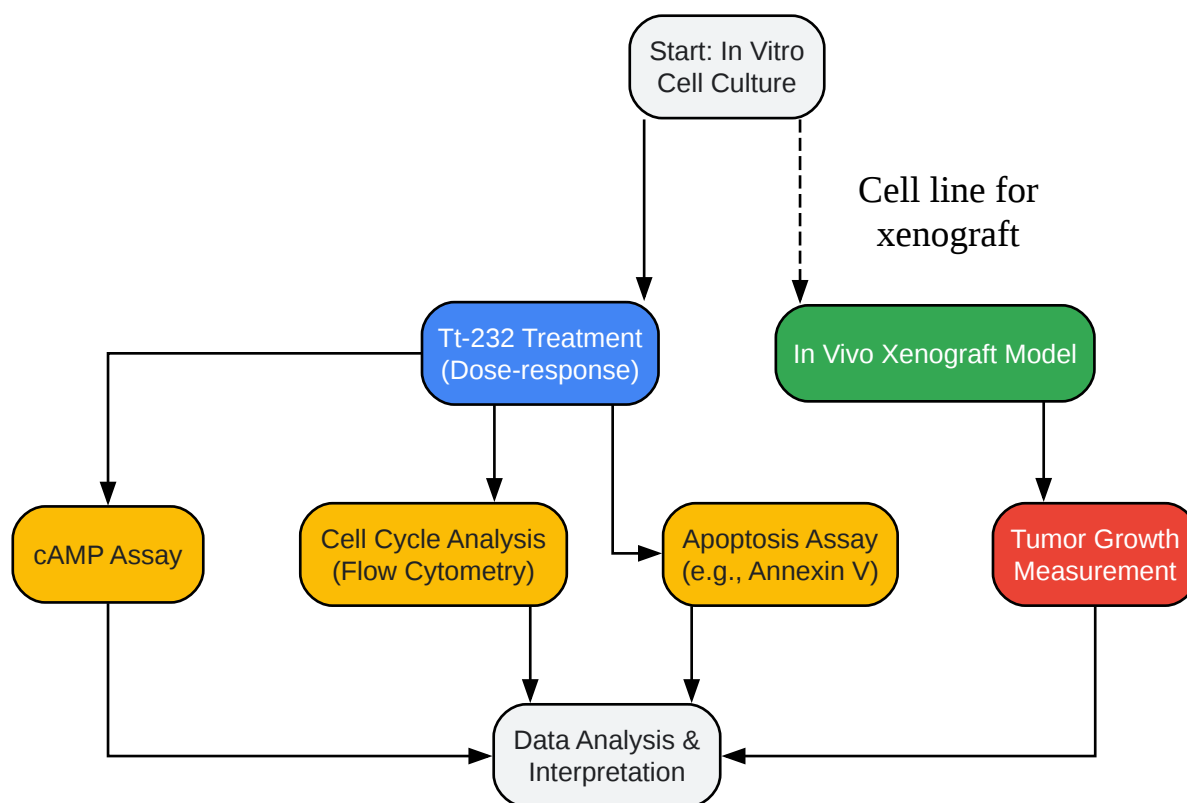 Start: In Vitro
Cell Culture
Cell line for
xenograft
Tt-232 Treatment
(Dose-response)
In Vivo Xenograft Model
cAMP Assay
Cell Cycle Analysis
(Flow Cytometry)
Apoptosis Assay
(e.g., Annexin V)
Tumor Growth
Measurement
Data Analysis &
Interpretation